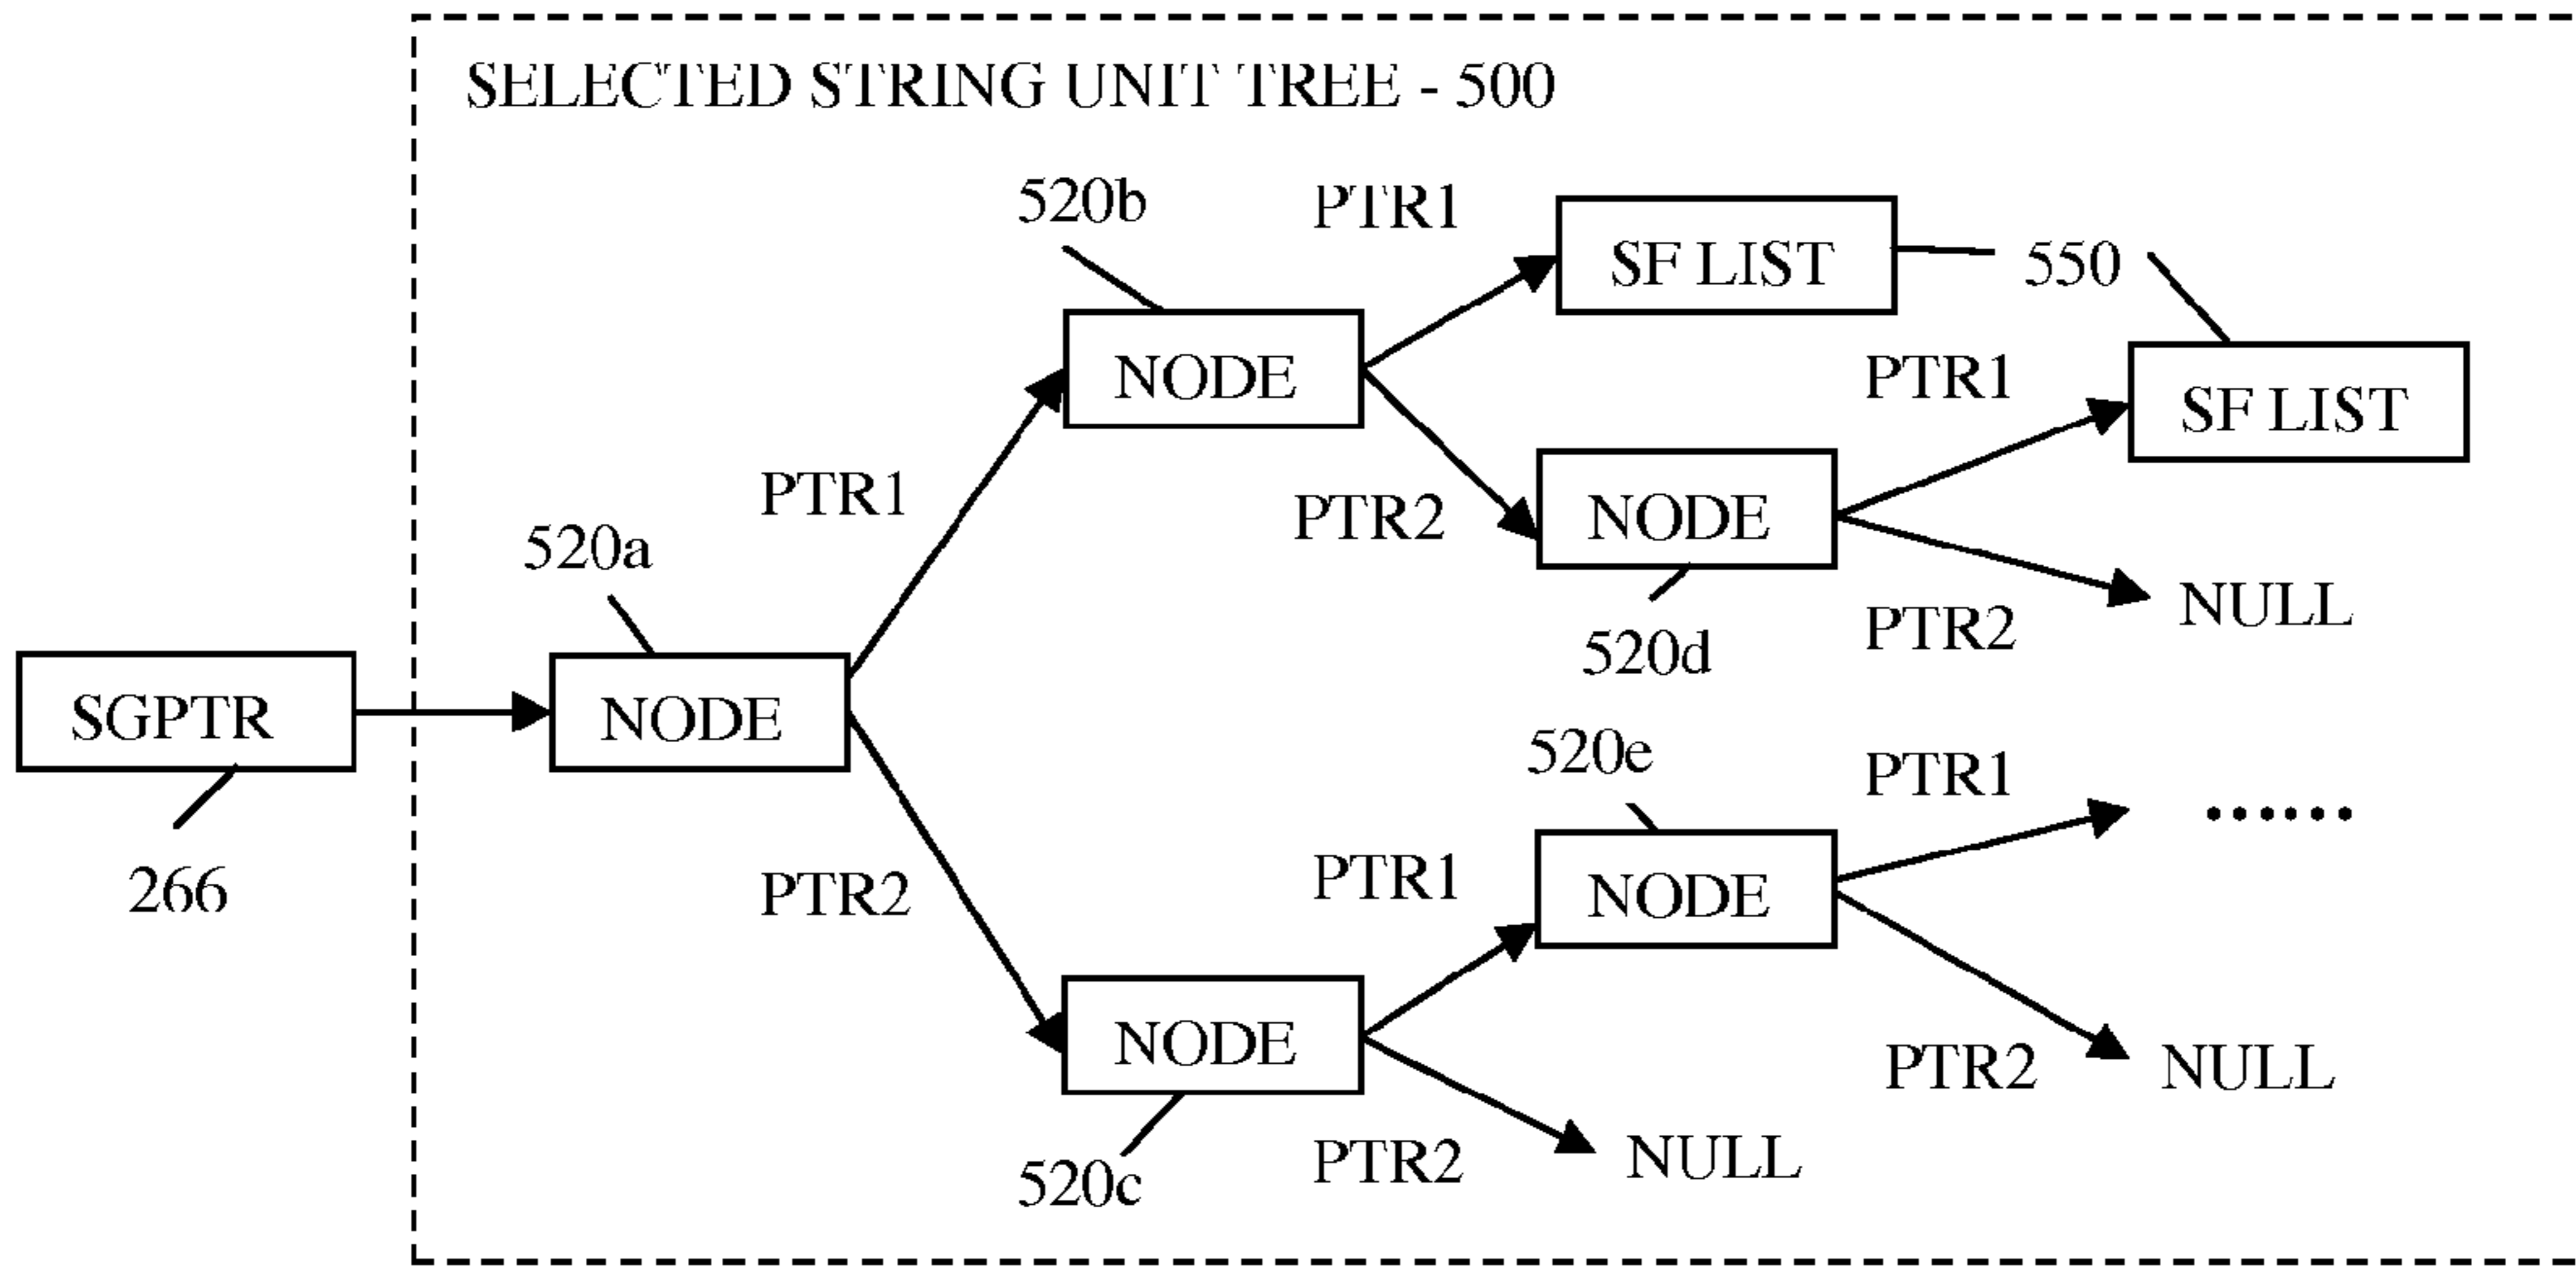 SELECTED STRING UNIT TREE - 500
520b
PTR1
SF LIST
550
NODE
PTR1
SF LIST
PTR1
PTR2
NODE
520a
NULL
PTR2
520d
SGPTR
NODE
520e
PTR1
......
266
PTR2
PTR1
NODE
NODE
PTR2
NULL
PTR2
NULL
520c